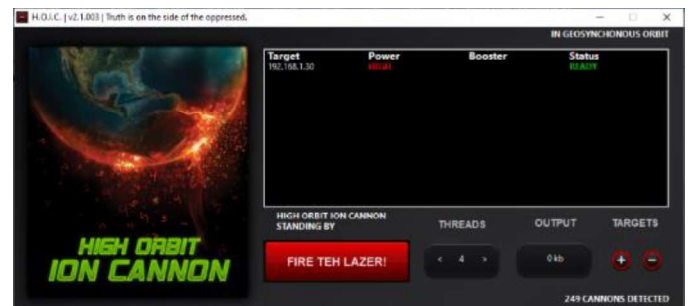 H.O.I.C. | v2.1.003 | Truth is on the side of the oppressed.
IN GEOSYNCHONOUS ORBIT
Target Power Booster Status
192.168.1.30 HIGH READY
HIGH ORBIT
ION CANNON
HIGH ORBIT ION CANNON
STANDING BY
THREADS OUTPUT TARGETS
FIRE TEH LAZER!
< 4 > 0 kb + −
249 CANNONS DETECTED